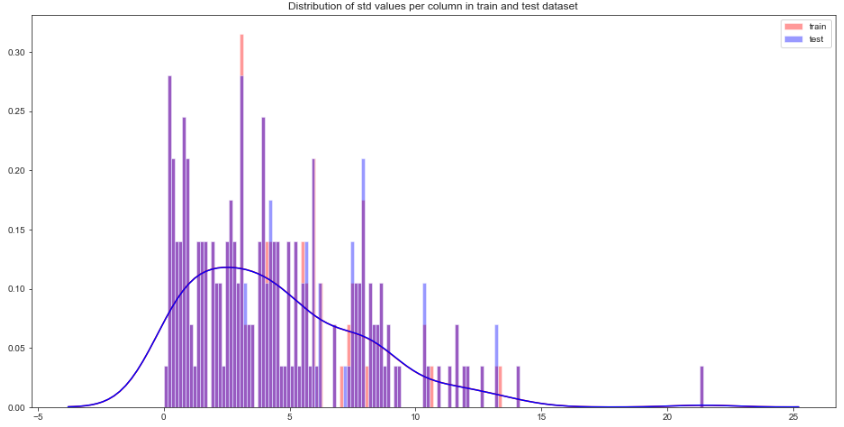 Distribution of std values per column in train and test dataset
train
test
0.30
0.25
0.20
0.15
0.10
0.05
0.00
−5 0 5 10 15 20 25